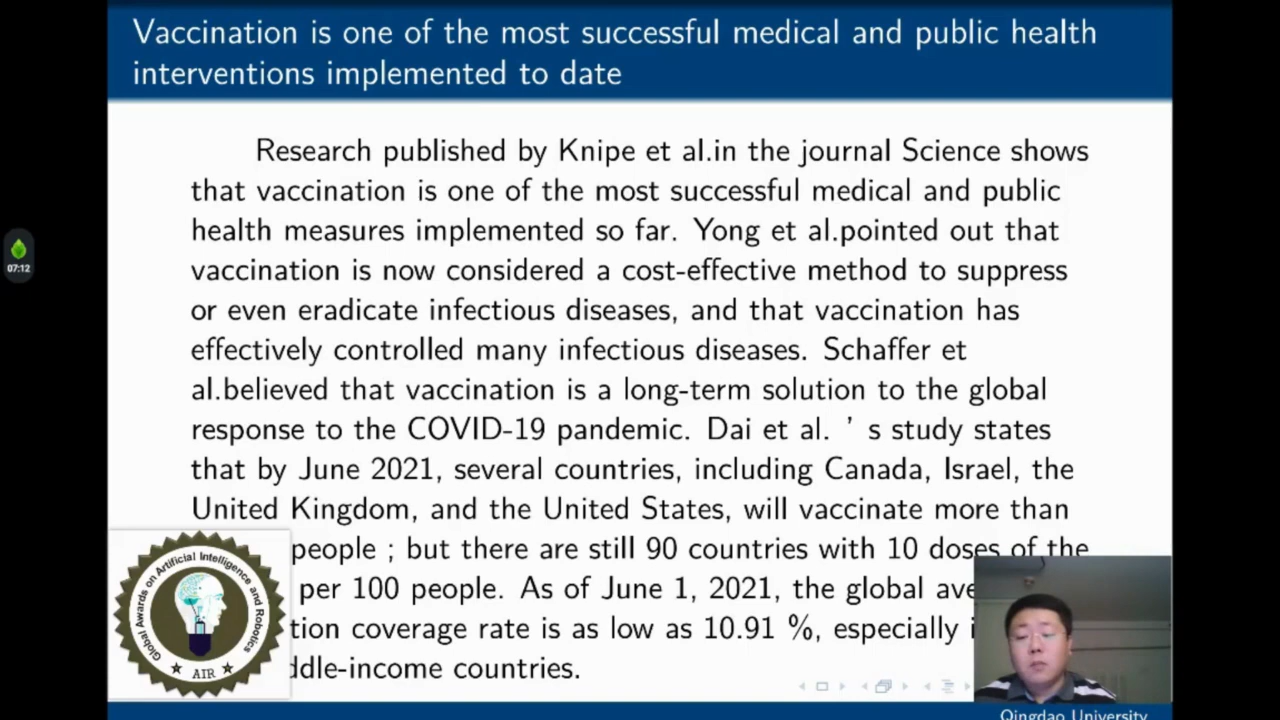 Vaccination is one of the most successful medical and public health
interventions implemented to date
Research published by Knipe et al.in the journal Science shows
that vaccination is one of the most successful medical and public
health measures implemented so far. Yong et al.pointed out that
vaccination is now considered a cost-effective method to suppress
or even eradicate infectious diseases, and that vaccination has
effectively controlled many infectious diseases. Schaffer et
al.believed that vaccination is a long-term solution to the global
response to the COVID-19 pandemic. Dai et al. ’ s study states
that by June 2021, several countries, including Canada, Israel, the
United Kingdom, and the United States, will vaccinate more than
people ; but there are still 90 countries with 10 doses of the
per 100 people. As of June 1, 2021, the global ave
tion coverage rate is as low as 10.91 %, especially i
ddle-income countries.
07:12
Global Awards on Artificial Intelligence and Robotics
AIR
Qingdao University